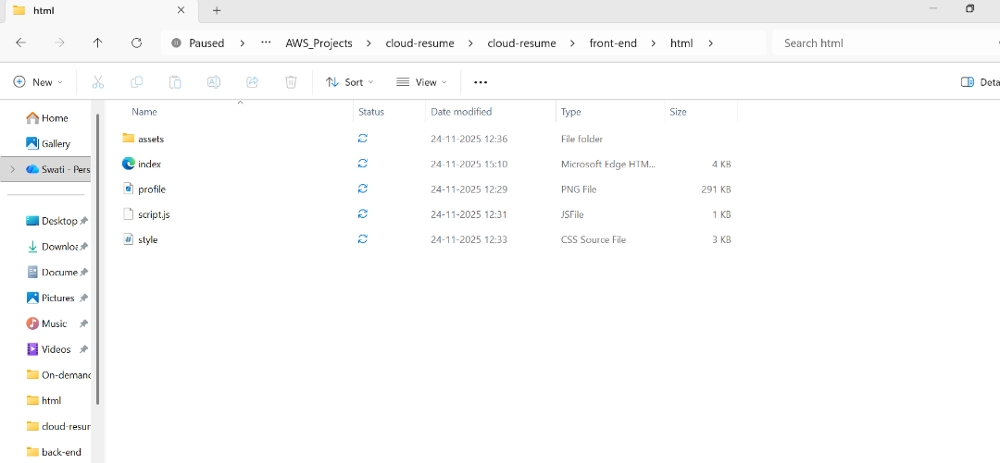 html
Paused > ... AWS_Projects > cloud-resume > cloud-resume > front-end > html >
Search html
New
Sort
View
...
Deta
Name Status Date modified Type Size
Home
Gallery
Swati - Pers
Desktop
Downloa
Docume
Pictures
Music
Videos
On-demand
html
cloud-resum
back-end
assets 24-11-2025 12:36 File folder
index 24-11-2025 15:10 Microsoft Edge HTM... 4 KB
profile 24-11-2025 12:29 PNG File 291 KB
script.js 24-11-2025 12:31 JSFile 1 KB
style 24-11-2025 12:33 CSS Source File 3 KB